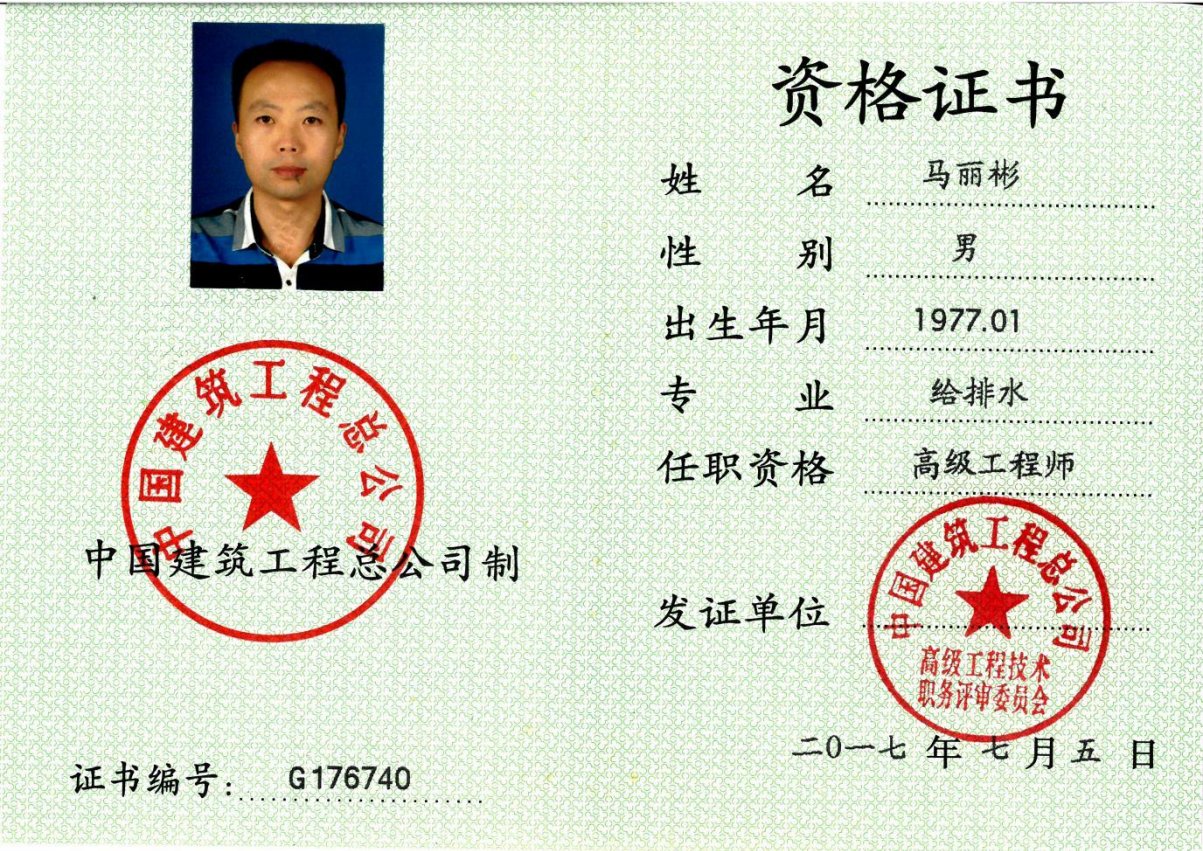 中国建筑工程总公司
中国建筑工程总公司制
证书编号：G176740
资格证书
姓名 马丽彬
性别 男
出生年月 1977.01
专业 给排水
任职资格 高级工程师
发证单位
中国建筑工程总公司
高级工程技术
职务评审委员会
二0一七年七月五日